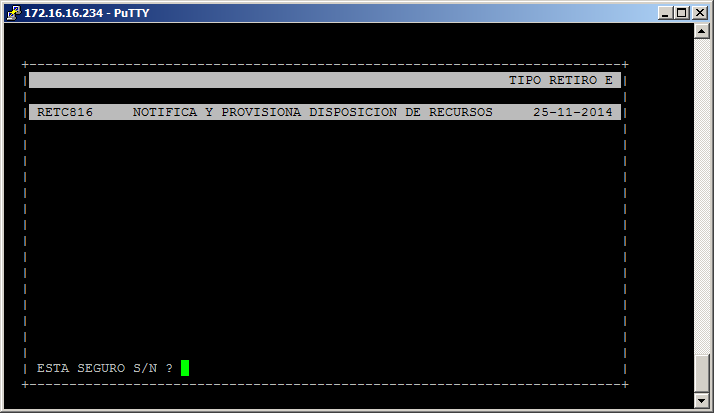 172.16.16.234 - PuTTY
TIPO RETIRO E
RETC816 NOTIFICA Y PROVISIONA DISPOSICION DE RECURSOS 25-11-2014
ESTA SEGURO S/N ?